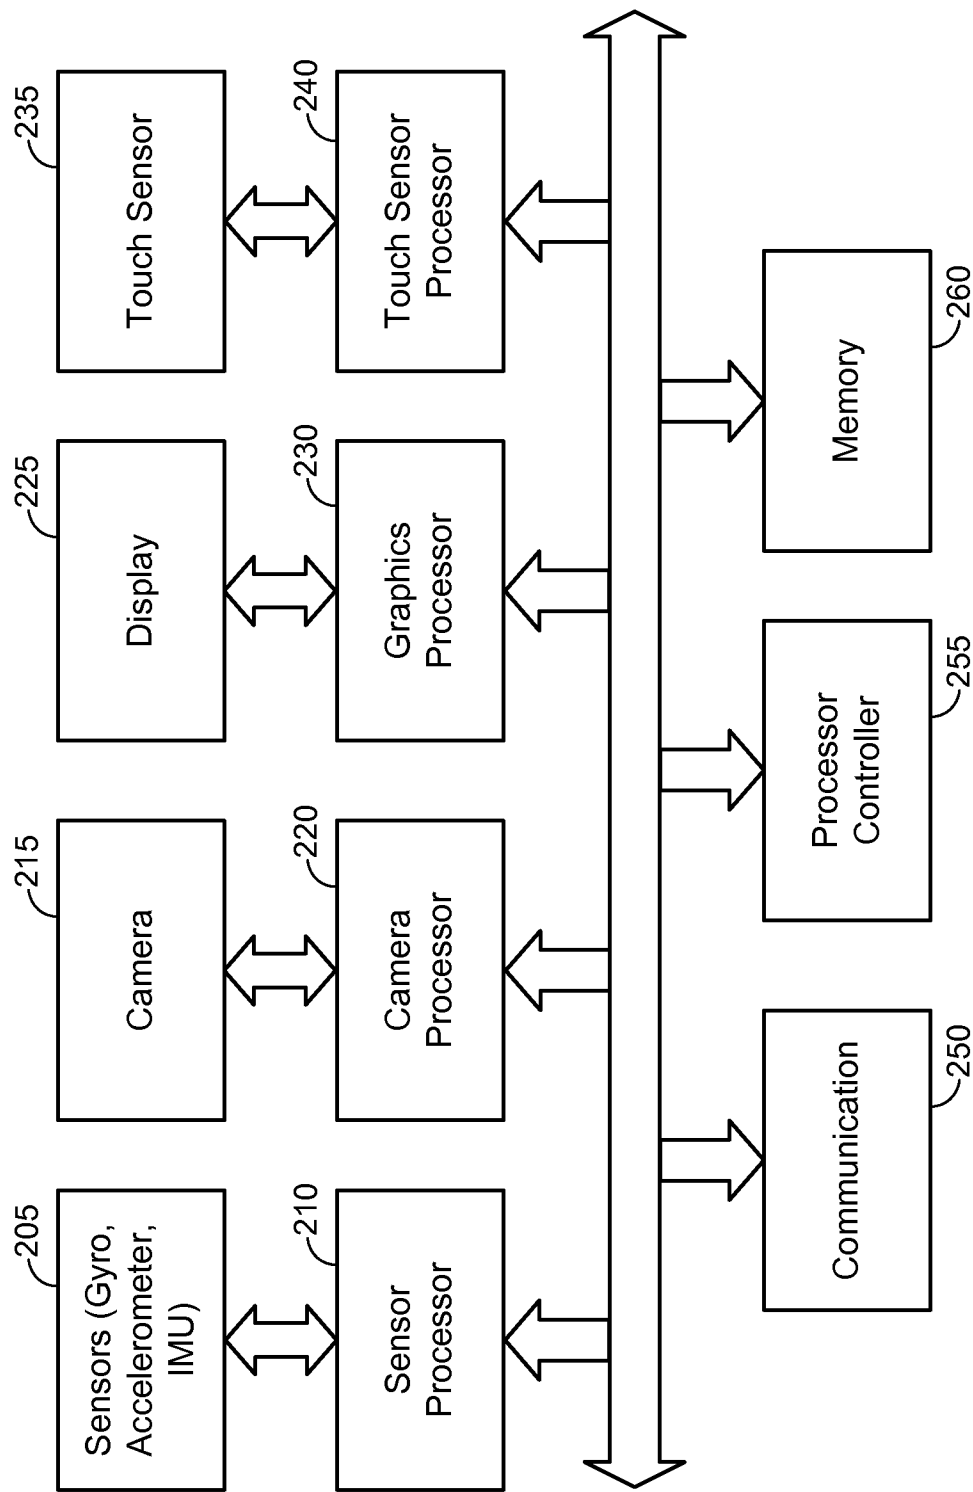 205
Sensors (Gyro,
Accelerometer,
IMU)
215
Camera
225
Display
235
Touch Sensor
210
Sensor
Processor
220
Camera
Processor
230
Graphics
Processor
240
Touch Sensor
Processor
Communication
250
Processor
Controller
255
Memory
260